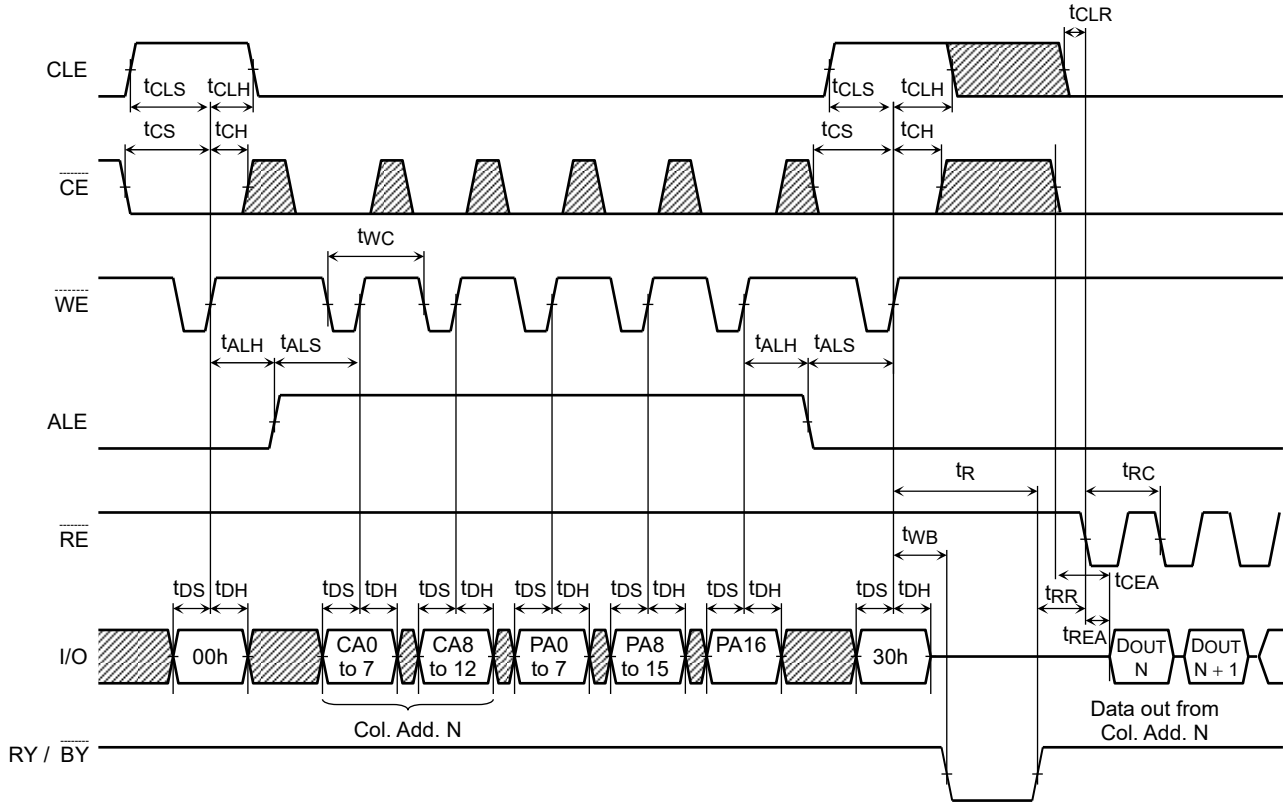 tCLR
CLE
tCLS tCLH tCLS tCLH
tCS tCH tCS tCH
CE
tWC
WE
tALH tALS tALH tALS
ALE
tR tRC
RE
tWB
tDS tDH tDS tDH tDS tDH tDS tDH tDS tDH tDS tDH tDS tDH tRR tCEA
tREA
I/O 00h CA0 to 7 CA8 to 12 PA0 to 7 PA8 to 15 PA16 30h DOUT N DOUT N + 1
Col. Add. N
Data out from
Col. Add. N
RY / BY